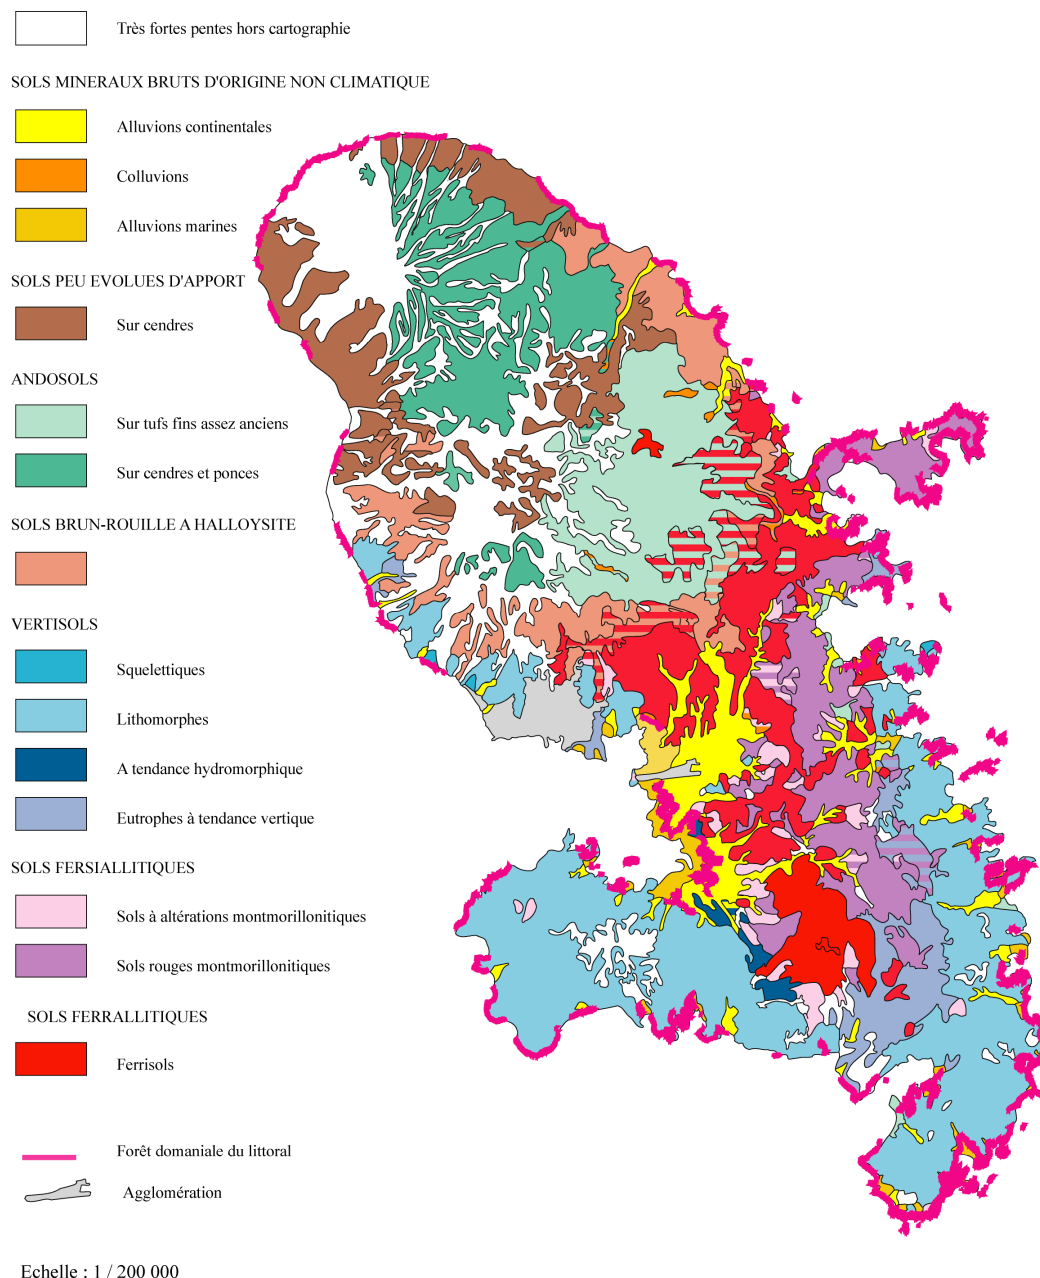 Très fortes pentes hors cartographie
SOLS MINERAUX BRUTS D'ORIGINE NON CLIMATIQUE
Alluvions continentales
Colluvions
Alluvions marines
SOLS PEU EVOLUES D'APPORT
Sur cendres
ANDOSOLS
Sur tufs fins assez anciens
Sur cendres et ponces
SOLS BRUN-ROUILLE A HALLOYSITE
VERTISOLS
Squelettiques
Lithomorphes
A tendance hydromorphique
Eutrophes à tendance vertique
SOLS FERSIALLITIQUES
Sols à altérations montmorillonitiques
Sols rouges montmorillonitiques
SOLS FERRALLITIQUES
Ferrisols
Forêt domaniale du littoral
Agglomération
Echelle : 1 / 200 000